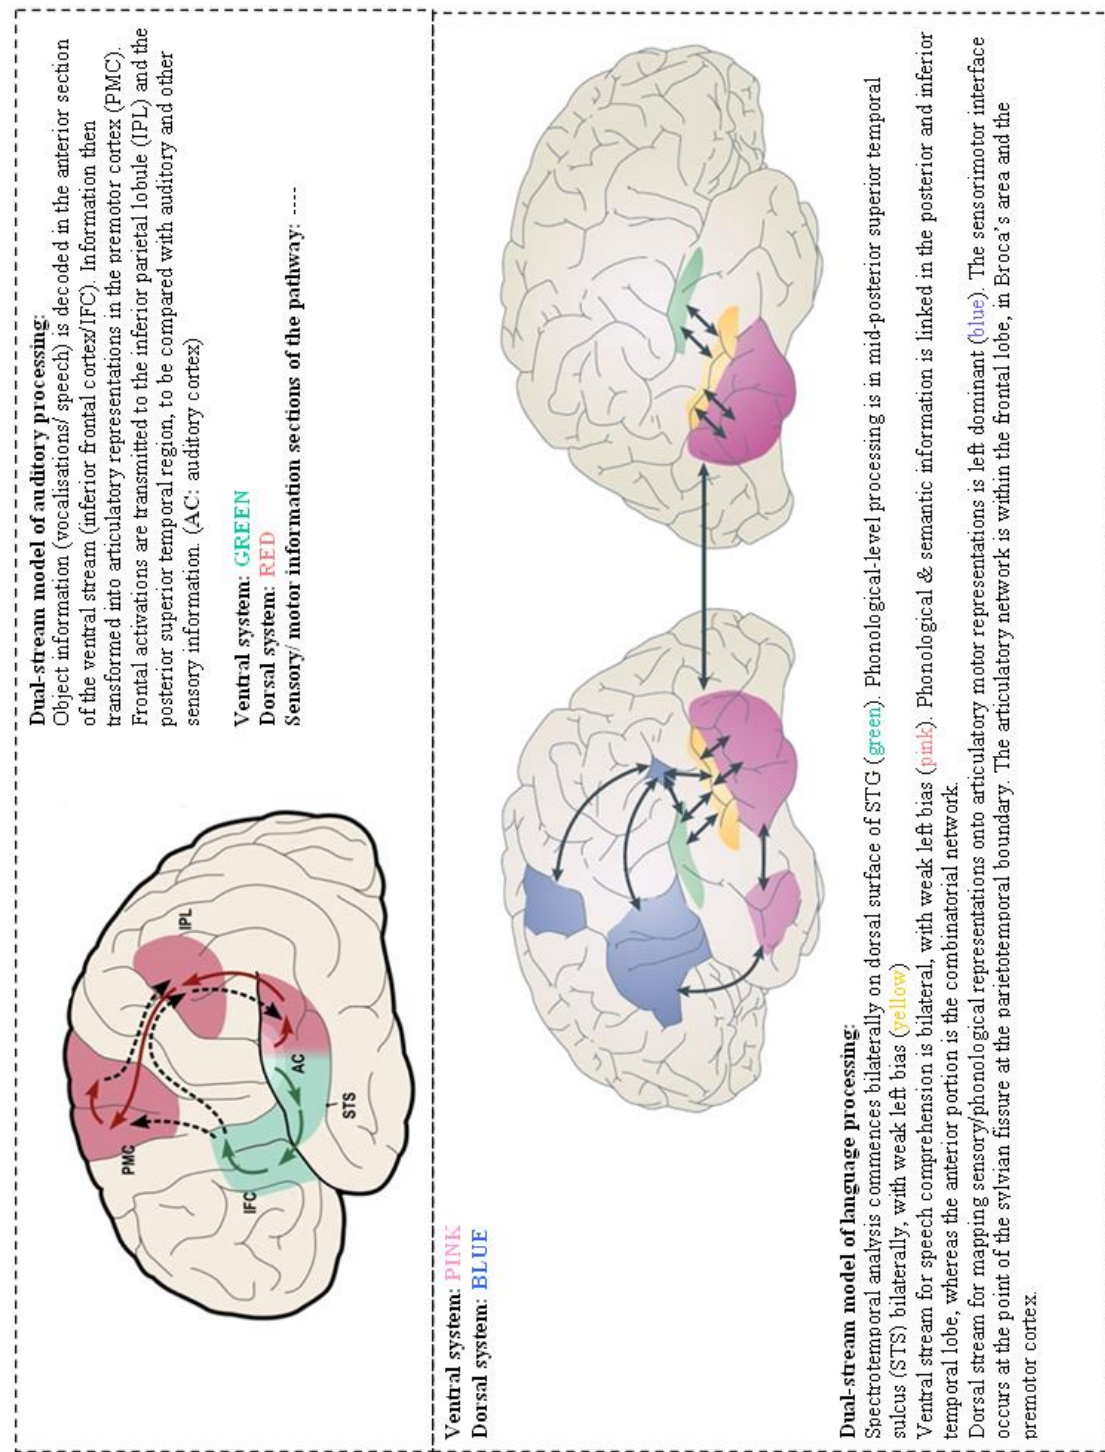 Dual-stream model of auditory processing:
Object information (vocalisations/ speech) is decoded in the anterior section
of the ventral stream (inferior frontal cortex/IFC). Information then
transformed into articulatory representations in the premotor cortex (PMC).
Frontal activations are transmitted to the inferior parietal lobule (IPL) and the
posterior superior temporal region, to be compared with auditory and other
sensory information. (AC: auditory cortex)
Ventral system: GREEN
Dorsal system: RED
Sensory/ motor information sections of the pathway: ----
PMC
IPL
IFC
AC
STS
Ventral system: PINK
Dorsal system: BLUE
Dual-stream model of language processing:
Spectrotemporal analysis commences bilaterally on dorsal surface of STG (green). Phonological-level processing is in mid-posterior superior temporal
sulcus (STS) bilaterally, with weak left bias (yellow)
Ventral stream for speech comprehension is bilateral, with weak left bias (pink). Phonological & semantic information is linked in the posterior and inferior
temporal lobe, whereas the anterior portion is the combinatorial network.
Dorsal stream for mapping sensory/phonological representations onto articulatory motor representations is left dominant (blue). The sensorimotor interface
occurs at the point of the sylvian fissure at the parietotemporal boundary. The articulatory network is within the frontal lobe, in Broca's area and the
premotor cortex.